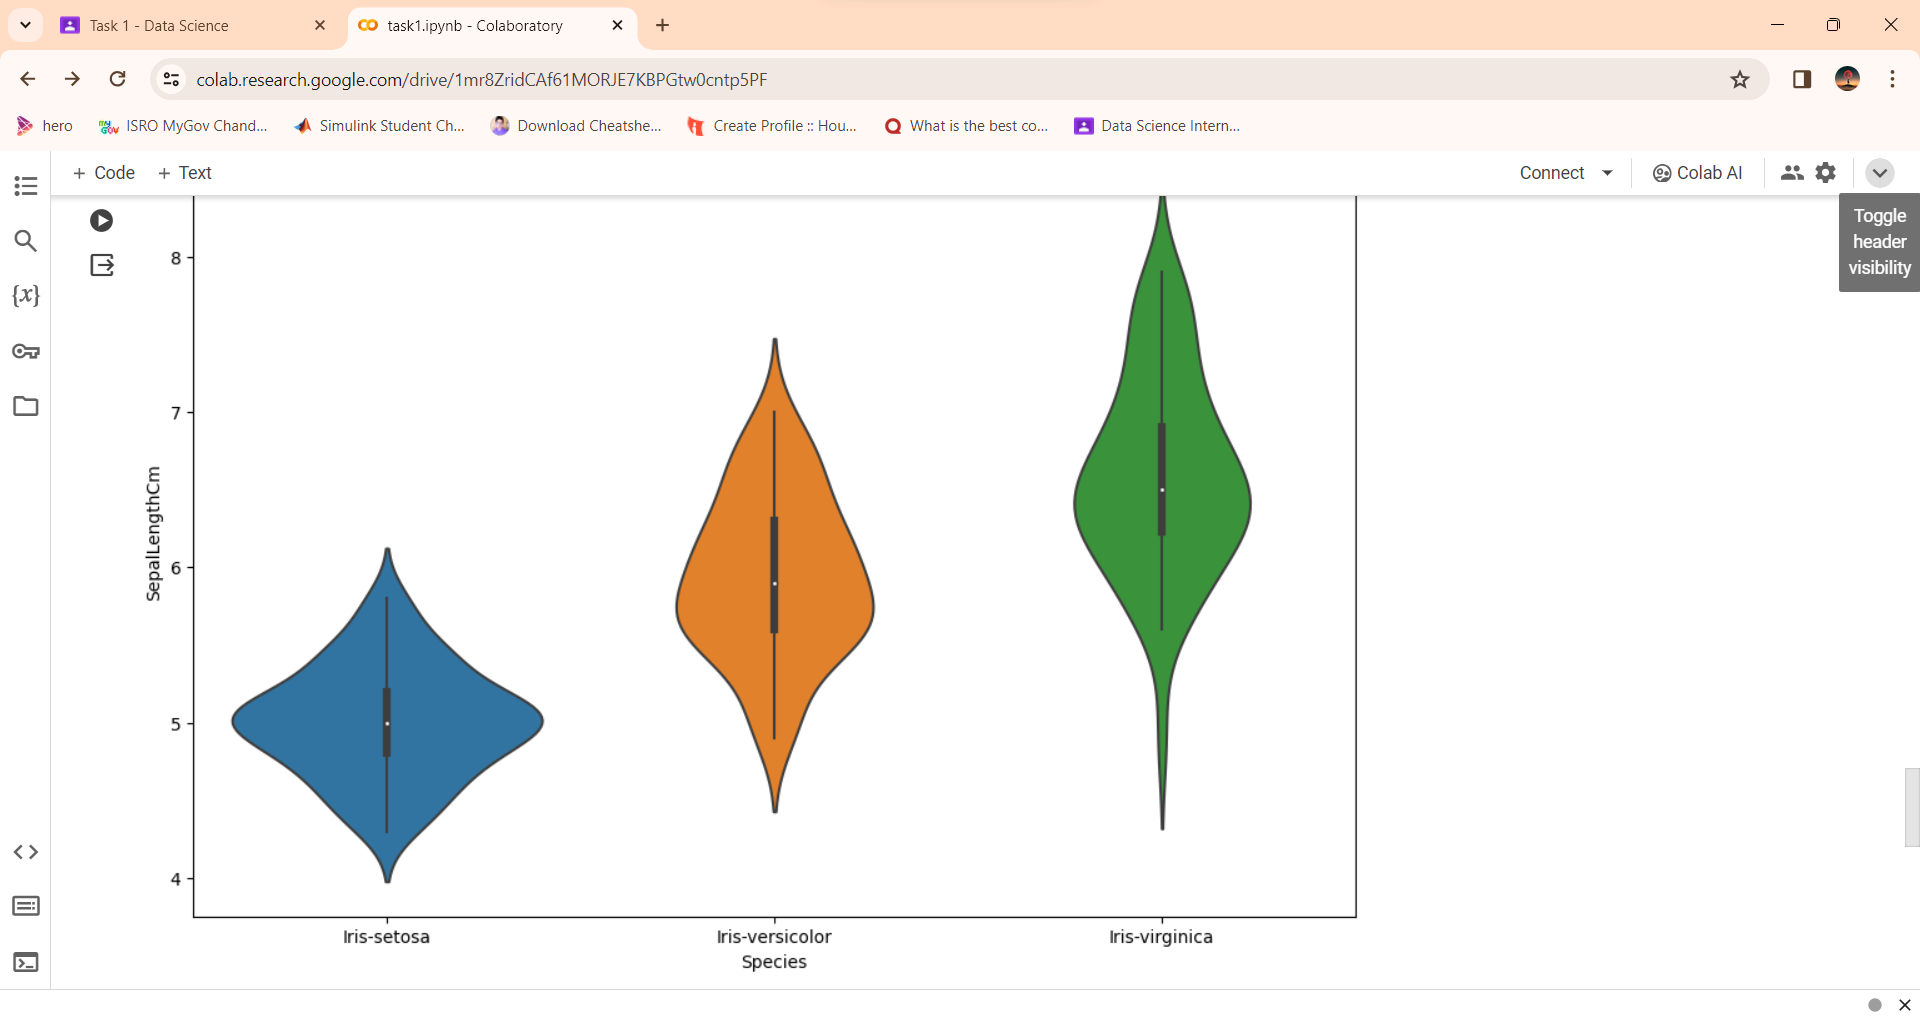 Task 1 - Data Science
task1.ipynb - Colaboratory
colab.research.google.com/drive/1mr8ZridCAf61MORJE7KBPGtw0cntp5PF
hero
ISRO MyGov Chand...
Simulink Student Ch...
Download Cheatshe...
Create Profile :: Hou...
What is the best co...
Data Science Intern...
+ Code
+ Text
Connect
Colab AI
Toggle
header
visibility
{x}
8
7
6
5
4
SepalLengthCm
Iris-setosa
Iris-versicolor
Iris-virginica
Species